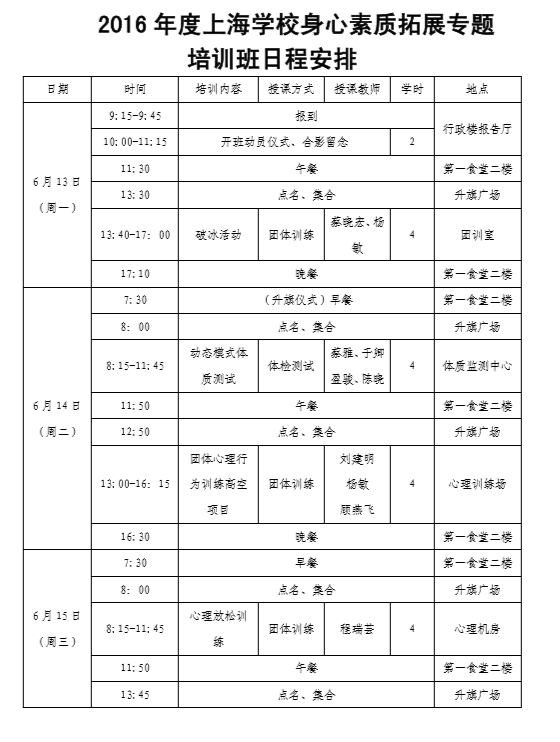 2016 年度上海学校身心素质拓展专题
培训班日程安排
日期 时间 培训内容 授课方式 授课教师 学时 地点
6 月 13 日
（周一）
9:15-9:45 报到
行政楼报告厅
10:00-11:15 开班动员仪式、合影留念 2
11:30 午餐 第一食堂二楼
13:30 点名、集合 升旗广场
13:40-17：00 破冰活动 团体训练 蔡晓宏、杨
敏
4 团训室
17:10 晚餐 第一食堂二楼
6 月 14 日
（周二）
7:30 （升旗仪式）早餐 第一食堂二楼
8：00 点名、集合 升旗广场
8:15-11:45 动态模式体
质测试
体检测试 蔡雅、于卿
盈骏、陈晓
4 体质监测中心
11:50 午餐 第一食堂二楼
12:50 点名、集合 升旗广场
13:00-16：15 团体心理行
为训练高空
项目
团体训练 刘建明
杨敏
顾燕飞
4 心理训练场
16:30 晚餐 第一食堂二楼
6 月 15 日
（周三）
7:30 早餐 第一食堂二楼
8：00 点名、集合 升旗广场
8:15-11:45 心理放松训
练
团体训练 程瑞芸 4 心理机房
11:50 午餐 第一食堂二楼
13:45 点名、集合 升旗广场